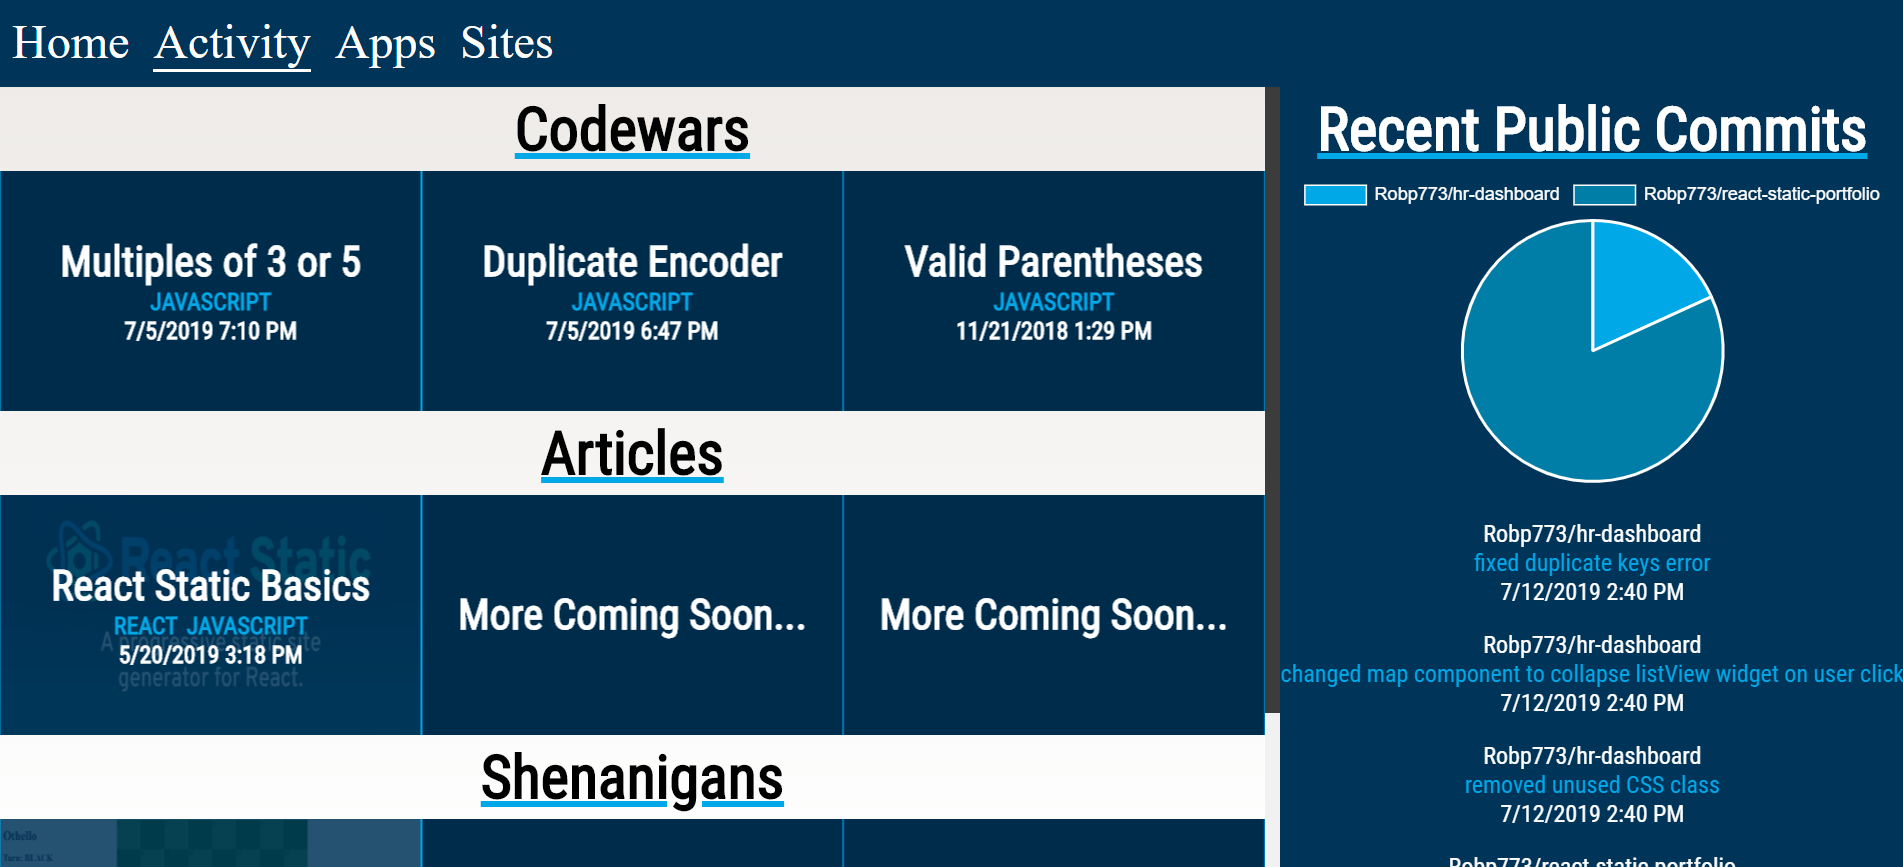 Home Activity Apps Sites
Codewars
Multiples of 3 or 5
JAVASCRIPT
7/5/2019 7:10 PM
Duplicate Encoder
JAVASCRIPT
7/5/2019 6:47 PM
Valid Parentheses
JAVASCRIPT
11/21/2018 1:29 PM
Articles
React Static
React Static Basics
REACT JAVASCRIPT
A progressive static site
5/20/2019 3:18 PM
generator for React.
More Coming Soon...
More Coming Soon...
Shenanigans
Othello
Turn: BLACK
Recent Public Commits
Robp773/hr-dashboard
Robp773/react-static-portfolio
Robp773/hr-dashboard
fixed duplicate keys error
7/12/2019 2:40 PM
Robp773/hr-dashboard
changed map component to collapse listView widget on user click
7/12/2019 2:40 PM
Robp773/hr-dashboard
removed unused CSS class
7/12/2019 2:40 PM
Robp773/react-static-portfolio